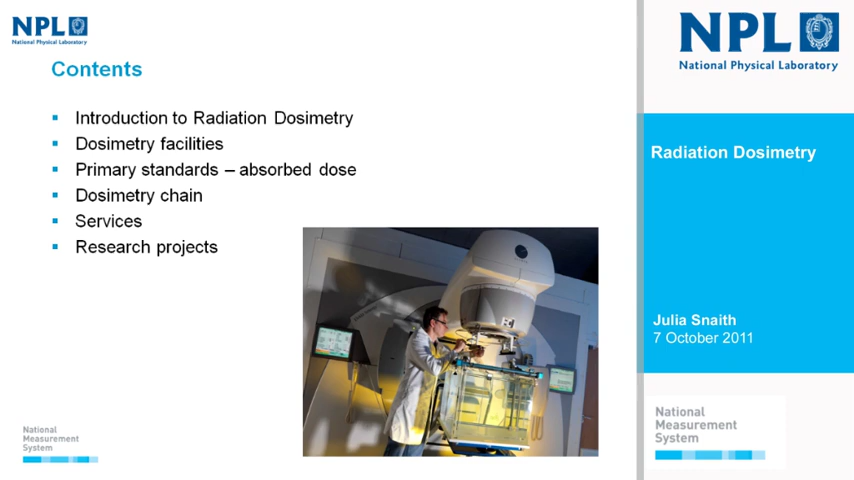 NPL
National Physical Laboratory
Contents
Introduction to Radiation Dosimetry
Dosimetry facilities
Primary standards – absorbed dose
Dosimetry chain
Services
Research projects
National
Measurement
System
NPL
National Physical Laboratory
Radiation Dosimetry
Julia Snaith
7 October 2011
National
Measurement
System